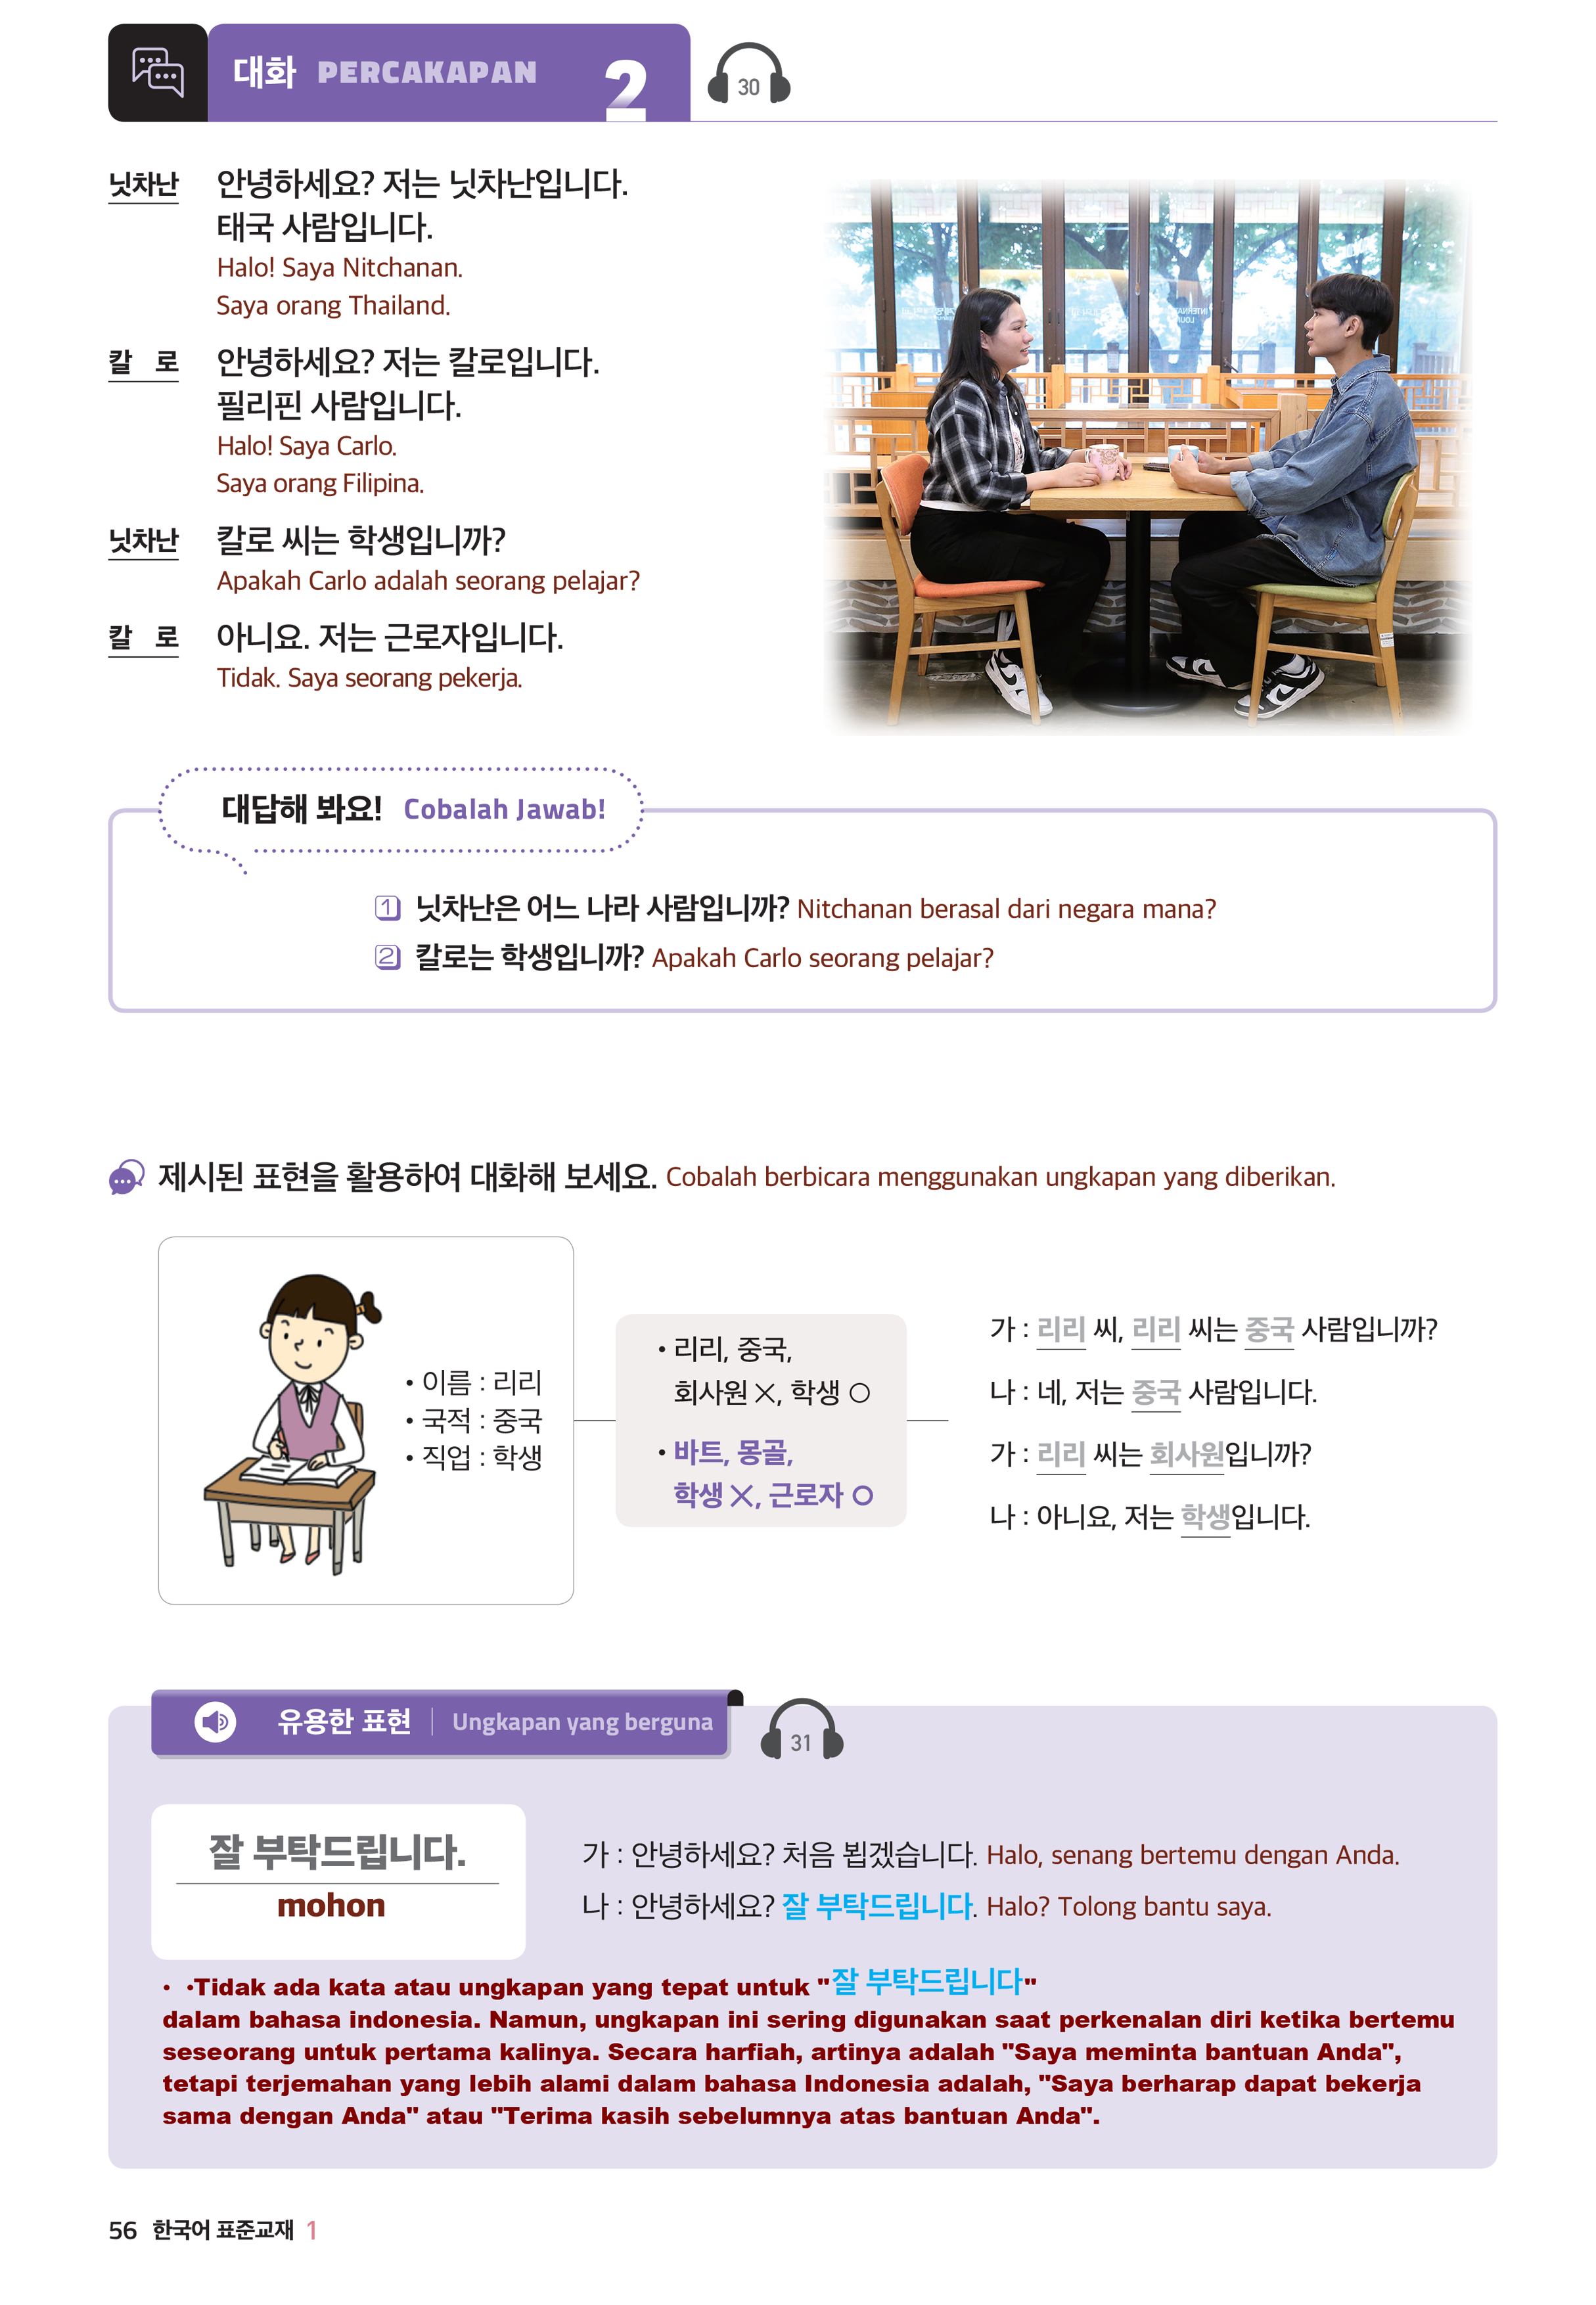 대화 PERCAKAPAN 2
30
닛차난 안녕하세요? 저는 닛차난입니다.
태국 사람입니다.
Halo! Saya Nitchanan.
Saya orang Thailand.
칼 로 안녕하세요? 저는 칼로입니다.
필리핀 사람입니다.
Halo! Saya Carlo.
Saya orang Filipina.
닛차난 칼로 씨는 학생입니까?
Apakah Carlo adalah seorang pelajar?
칼 로 아니요. 저는 근로자입니다.
Tidak. Saya seorang pekerja.
대답해 봐요! Cobalah Jawab!
1 닛차난은 어느 나라 사람입니까? Nitchanan berasal dari negara mana?
2 칼로는 학생입니까? Apakah Carlo seorang pelajar?
제시된 표현을 활용하여 대화해 보세요. Cobalah berbicara menggunakan ungkapan yang diberikan.
• 이름 : 리리
• 국적 : 중국
• 직업 : 학생
• 리리, 중국,
회사원 ✕, 학생 ○
• 바트, 몽골,
학생 ✕, 근로자 ○
가 : 리리 씨, 리리 씨는 중국 사람입니까?
나 : 네, 저는 중국 사람입니다.
가 : 리리 씨는 회사원입니까?
나 : 아니요, 저는 학생입니다.
유용한 표현 | Ungkapan yang berguna
31
잘 부탁드립니다.
mohon
가 : 안녕하세요? 처음 뵙겠습니다. Halo, senang bertemu dengan Anda.
나 : 안녕하세요? 잘 부탁드립니다. Halo? Tolong bantu saya.
• •Tidak ada kata atau ungkapan yang tepat untuk "잘 부탁드립니다"
dalam bahasa indonesia. Namun, ungkapan ini sering digunakan saat perkenalan diri ketika bertemu
seseorang untuk pertama kalinya. Secara harfiah, artinya adalah "Saya meminta bantuan Anda",
tetapi terjemahan yang lebih alami dalam bahasa Indonesia adalah, "Saya berharap dapat bekerja
sama dengan Anda" atau "Terima kasih sebelumnya atas bantuan Anda".
56 한국어 표준교재 1